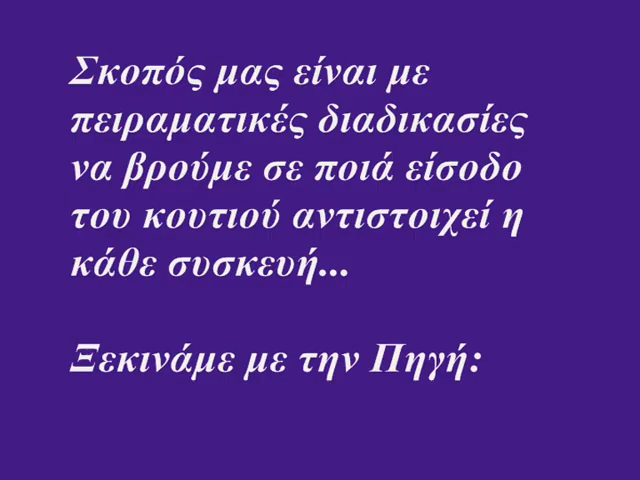 Σκοπός μας είναι με
πειραματικές διαδικασίες
να βρούμε σε ποιά είσοδο
του κουτιού αντιστοιχεί η
κάθε συσκευή...
Ξεκινάμε με την Πηγή: